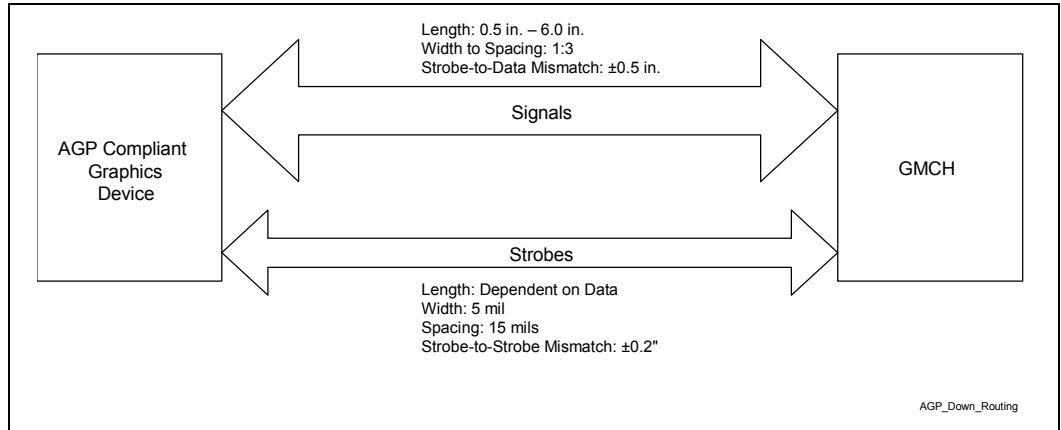 Length: 0.5 in. – 6.0 in.
Width to Spacing: 1:3
Strobe-to-Data Mismatch: ±0.5 in.
Signals
AGP Compliant
Graphics
Device
GMCH
Strobes
Length: Dependent on Data
Width: 5 mil
Spacing: 15 mils
Strobe-to-Strobe Mismatch: ±0.2"
AGP_Down_Routing